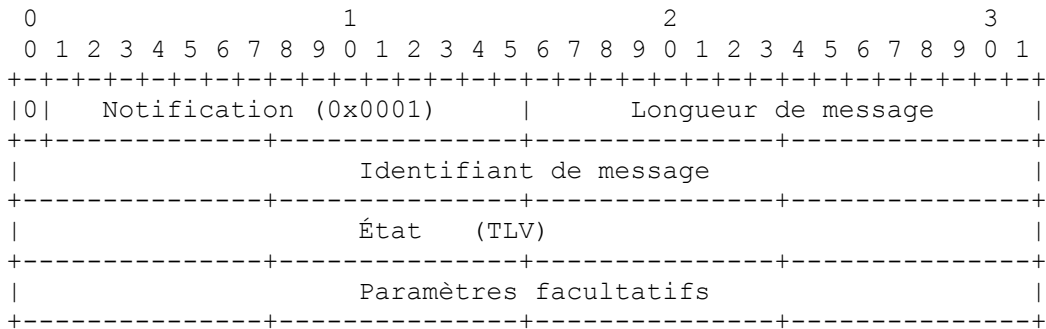 0                   1                   2                   3
0 1 2 3 4 5 6 7 8 9 0 1 2 3 4 5 6 7 8 9 0 1 2 3 4 5 6 7 8 9 0 1
+-+-+-+-+-+-+-+-+-+-+-+-+-+-+-+-+-+-+-+-+-+-+-+-+-+-+-+-+-+-+-+-+
|0|   Notification (0x0001)     |      Longueur de message      |
+-+-------------+---------------+---------------+---------------+
|                     Identifiant de message                    |
+---------------+---------------+---------------+---------------+
|                     État   (TLV)                              |
+---------------+---------------+---------------+---------------+
|                     Paramètres facultatifs                    |
+---------------+---------------+---------------+---------------+